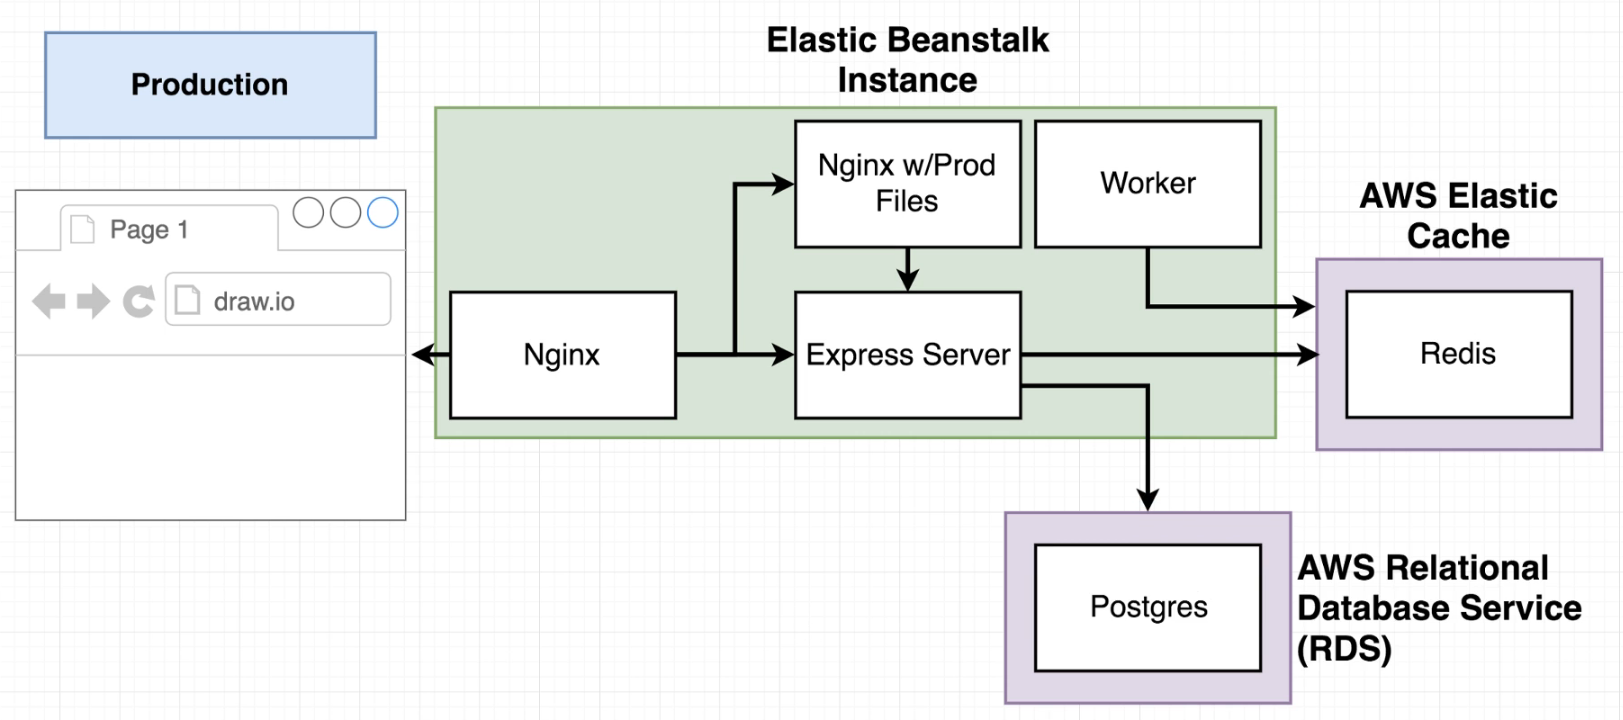 Production
Elastic Beanstalk
Instance
Page 1
draw.io
Nginx
Nginx w/Prod
Files
Worker
Express Server
AWS Elastic
Cache
Redis
Postgres
AWS Relational
Database Service
(RDS)